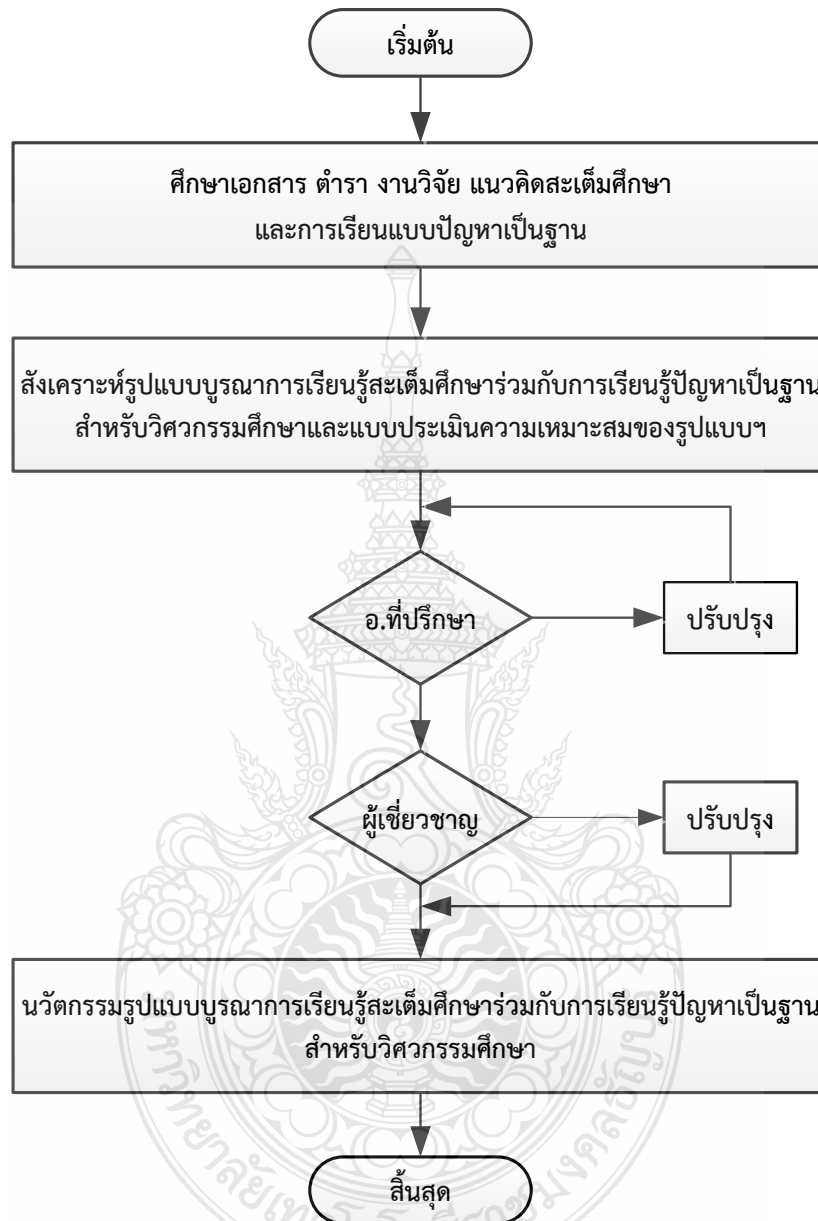 เริ่มต้น
ศึกษาเอกสาร ตำรา งานวิจัย แนวคิดสะเต็มศึกษา
และการเรียนแบบปัญหาเป็นฐาน
สังเคราะห์รูปแบบบูรณาการเรียนรู้สะเต็มศึกษาร่วมกับการเรียนรู้ปัญหาเป็นฐาน
สำหรับวิศวกรรมศึกษาและแบบประเมินความเหมาะสมของรูปแบบฯ
อ.ที่ปรึกษา
ปรับปรุง
ผู้เชี่ยวชาญ
ปรับปรุง
นวัตกรรมรูปแบบบูรณาการเรียนรู้สะเต็มศึกษาร่วมกับการเรียนรู้ปัญหาเป็นฐาน
สำหรับวิศวกรรมศึกษา
สิ้นสุด